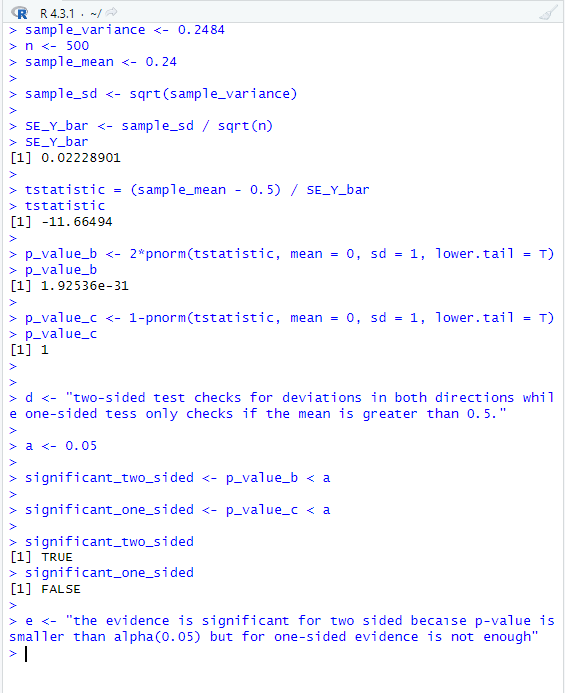 R 4.3.1 · ~/
> sample_variance <- 0.2484
> n <- 500
> sample_mean <- 0.24
>
> sample_sd <- sqrt(sample_variance)
>
> SE_Y_bar <- sample_sd / sqrt(n)
> SE_Y_bar
[1] 0.02228901
>
> tstatistic = (sample_mean - 0.5) / SE_Y_bar
> tstatistic
[1] -11.66494
>
> p_value_b <- 2*pnorm(tstatistic, mean = 0, sd = 1, lower.tail = T)
> p_value_b
[1] 1.92536e-31
>
> p_value_c <- 1-pnorm(tstatistic, mean = 0, sd = 1, lower.tail = T)
> p_value_c
[1] 1
>
>
> d <- "two-sided test checks for deviations in both directions whil
e one-sided tess only checks if the mean is greater than 0.5."
>
> a <- 0.05
>
> significant_two_sided <- p_value_b < a
>
> significant_one_sided <- p_value_c < a
>
> significant_two_sided
[1] TRUE
> significant_one_sided
[1] FALSE
>
> e <- "the evidence is significant for two sided becaıse p-value is
smaller than alpha(0.05) but for one-sided evidence is not enough"
>